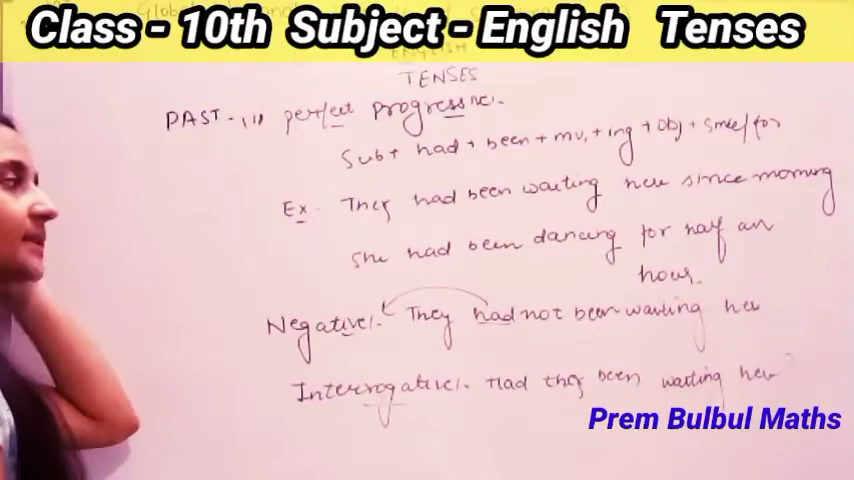 Class - 10th Subject - English Tenses
ENGLISH
TENSES
PAST - iii perfect progressive.
Sub + had + been + mv1 + ing + obj + since/for
Ex. They had been waiting here since morning
She had been dancing for half an
hour.
Negative:- They had not been waiting here
Interrogative:- Had they been waiting here
Prem Bulbul Maths